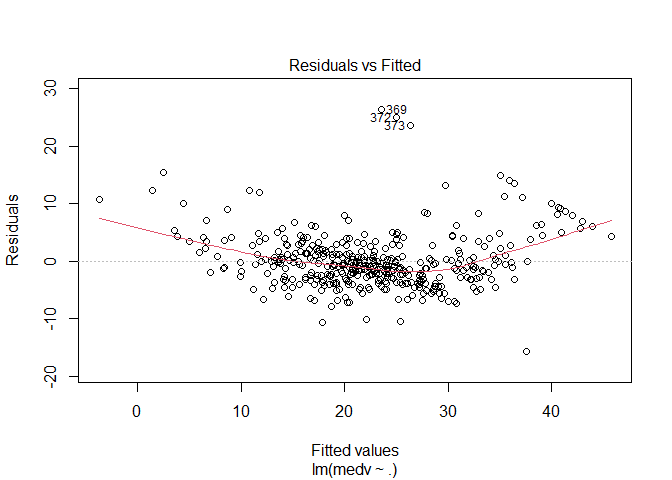 Residuals vs Fitted
30
20
10
0
-10
-20
Residuals
369
372
373
0 10 20 30 40
Fitted values
lm(medv ~ .)